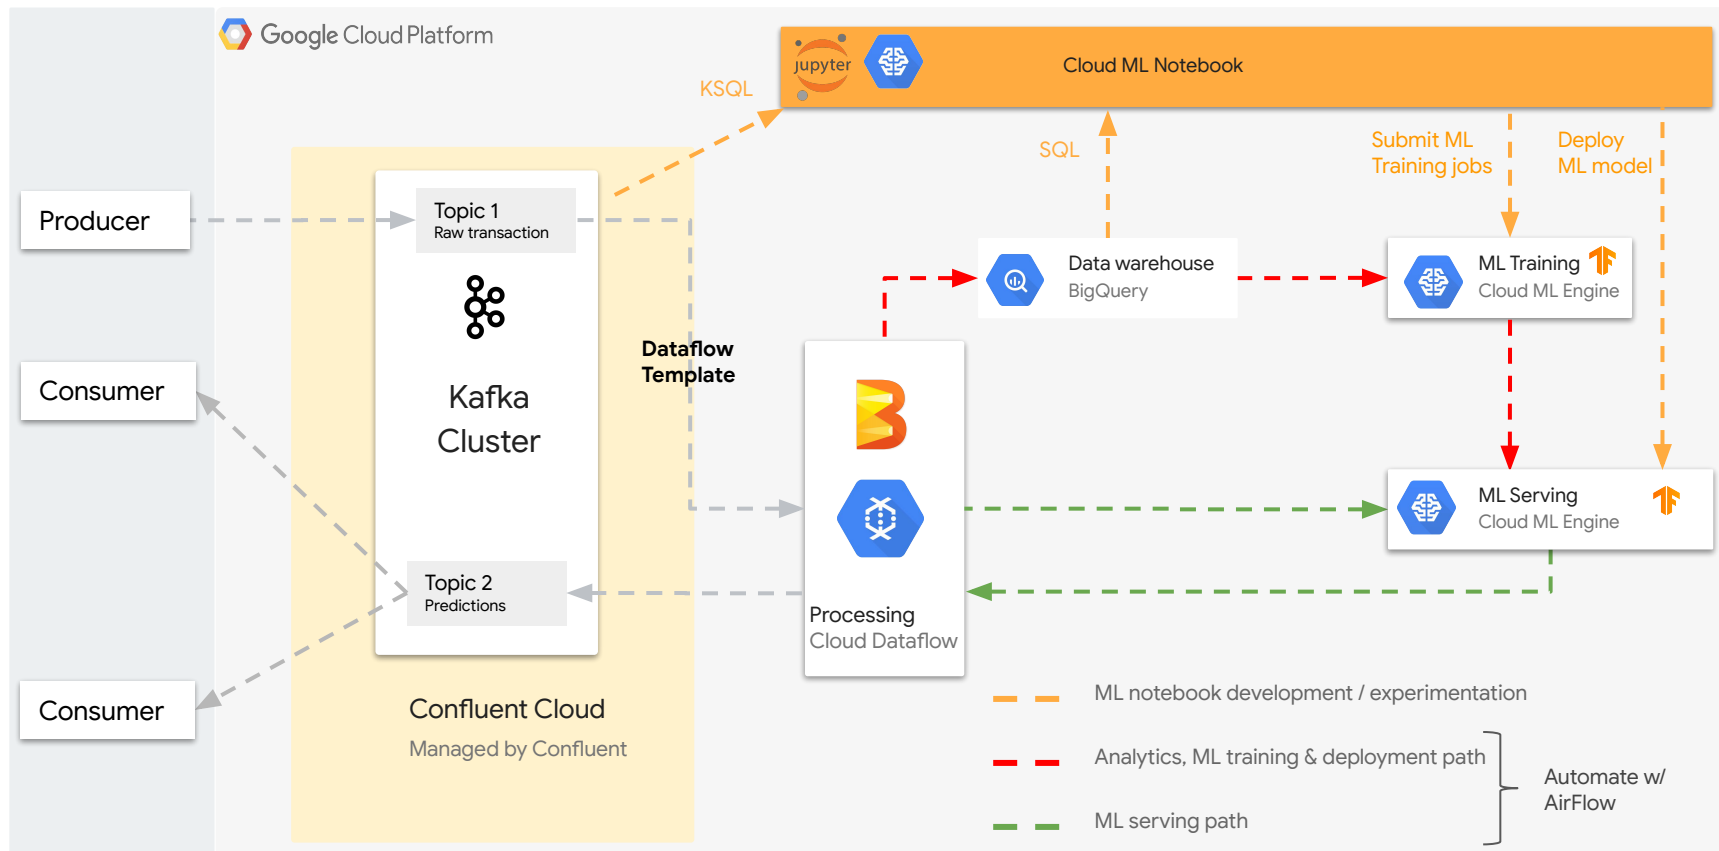 Google Cloud Platform
jupyter
Cloud ML Notebook
KSQL
SQL
Submit ML
Training jobs
Deploy
ML model
Producer
Topic 1
Raw transaction
Data warehouse
BigQuery
ML Training
Cloud ML Engine
Dataflow
Template
Consumer
Kafka
Cluster
ML Serving
Cloud ML Engine
Topic 2
Predictions
Processing
Cloud Dataflow
Consumer
Confluent Cloud
Managed by Confluent
ML notebook development / experimentation
Analytics, ML training & deployment path
ML serving path
Automate w/
AirFlow